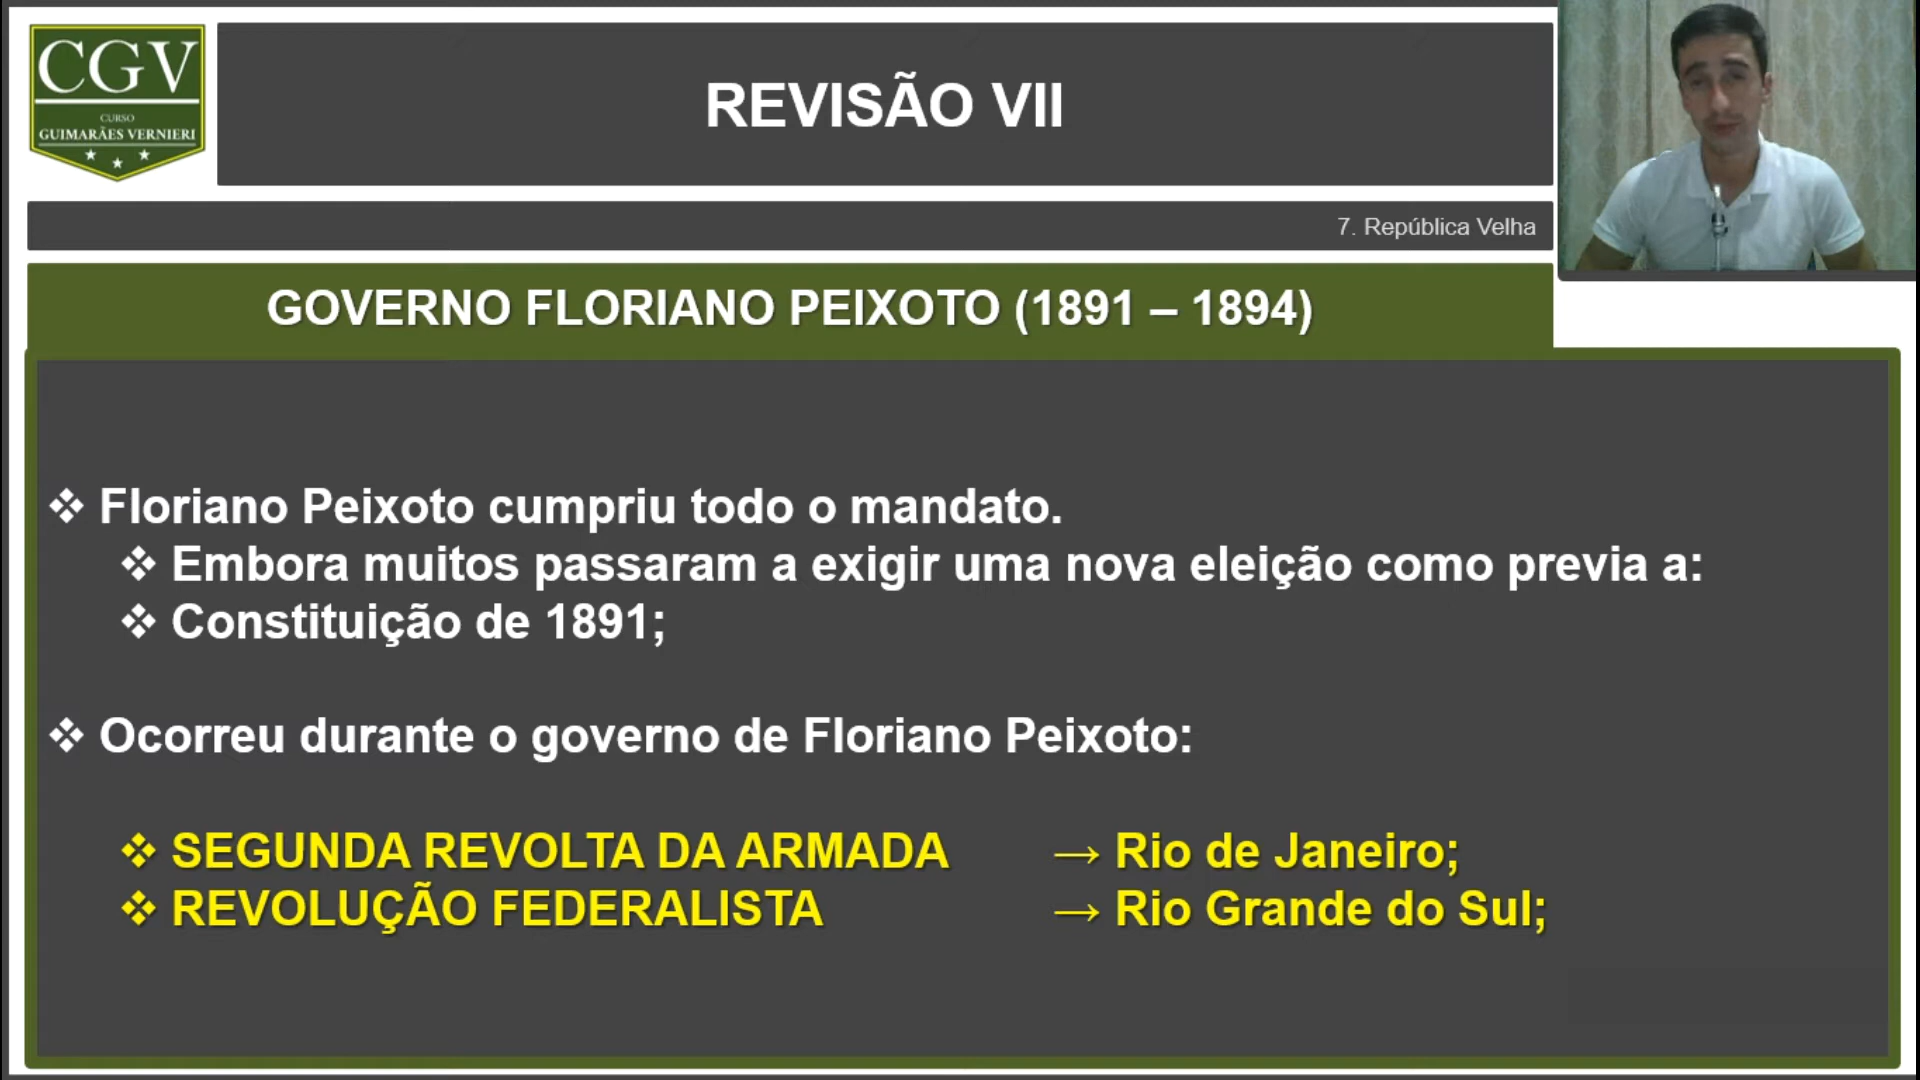 CGV
CURSO
GUIMARÃES VERNIERI
REVISÃO VII
7. República Velha
GOVERNO FLORIANO PEIXOTO (1891 – 1894)
❖ Floriano Peixoto cumpriu todo o mandato.
❖ Embora muitos passaram a exigir uma nova eleição como previa a:
❖ Constituição de 1891;
❖ Ocorreu durante o governo de Floriano Peixoto:
❖ SEGUNDA REVOLTA DA ARMADA → Rio de Janeiro;
❖ REVOLUÇÃO FEDERALISTA → Rio Grande do Sul;